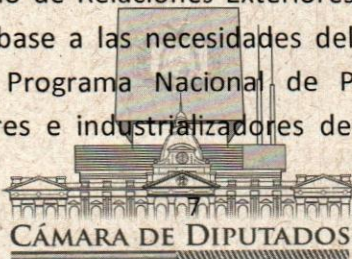 o de Relaciones Exteriores
base a las necesidades del
Programa Nacional de P
res e industrializadores de
7
CÁMARA DE DIPUTADOS